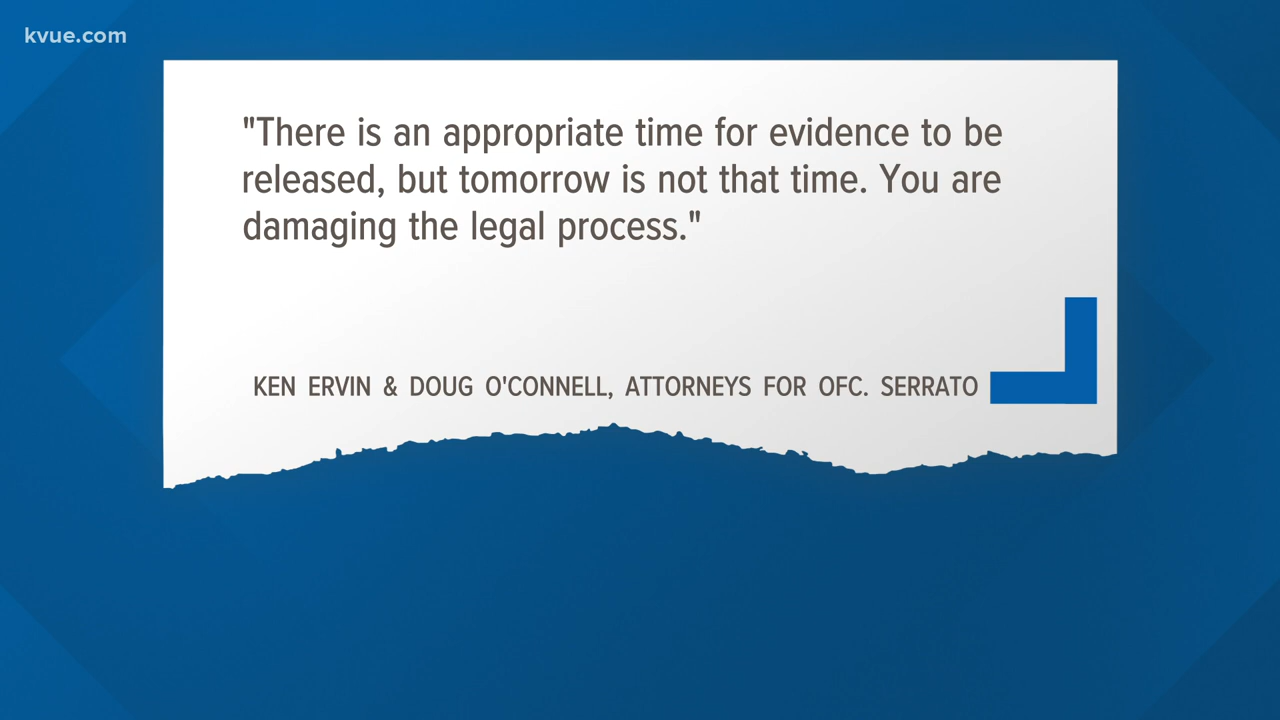 kvue.com
"There is an appropriate time for evidence to be
released, but tomorrow is not that time. You are
damaging the legal process."
KEN ERVIN & DOUG O'CONNELL, ATTORNEYS FOR OFC. SERRATO